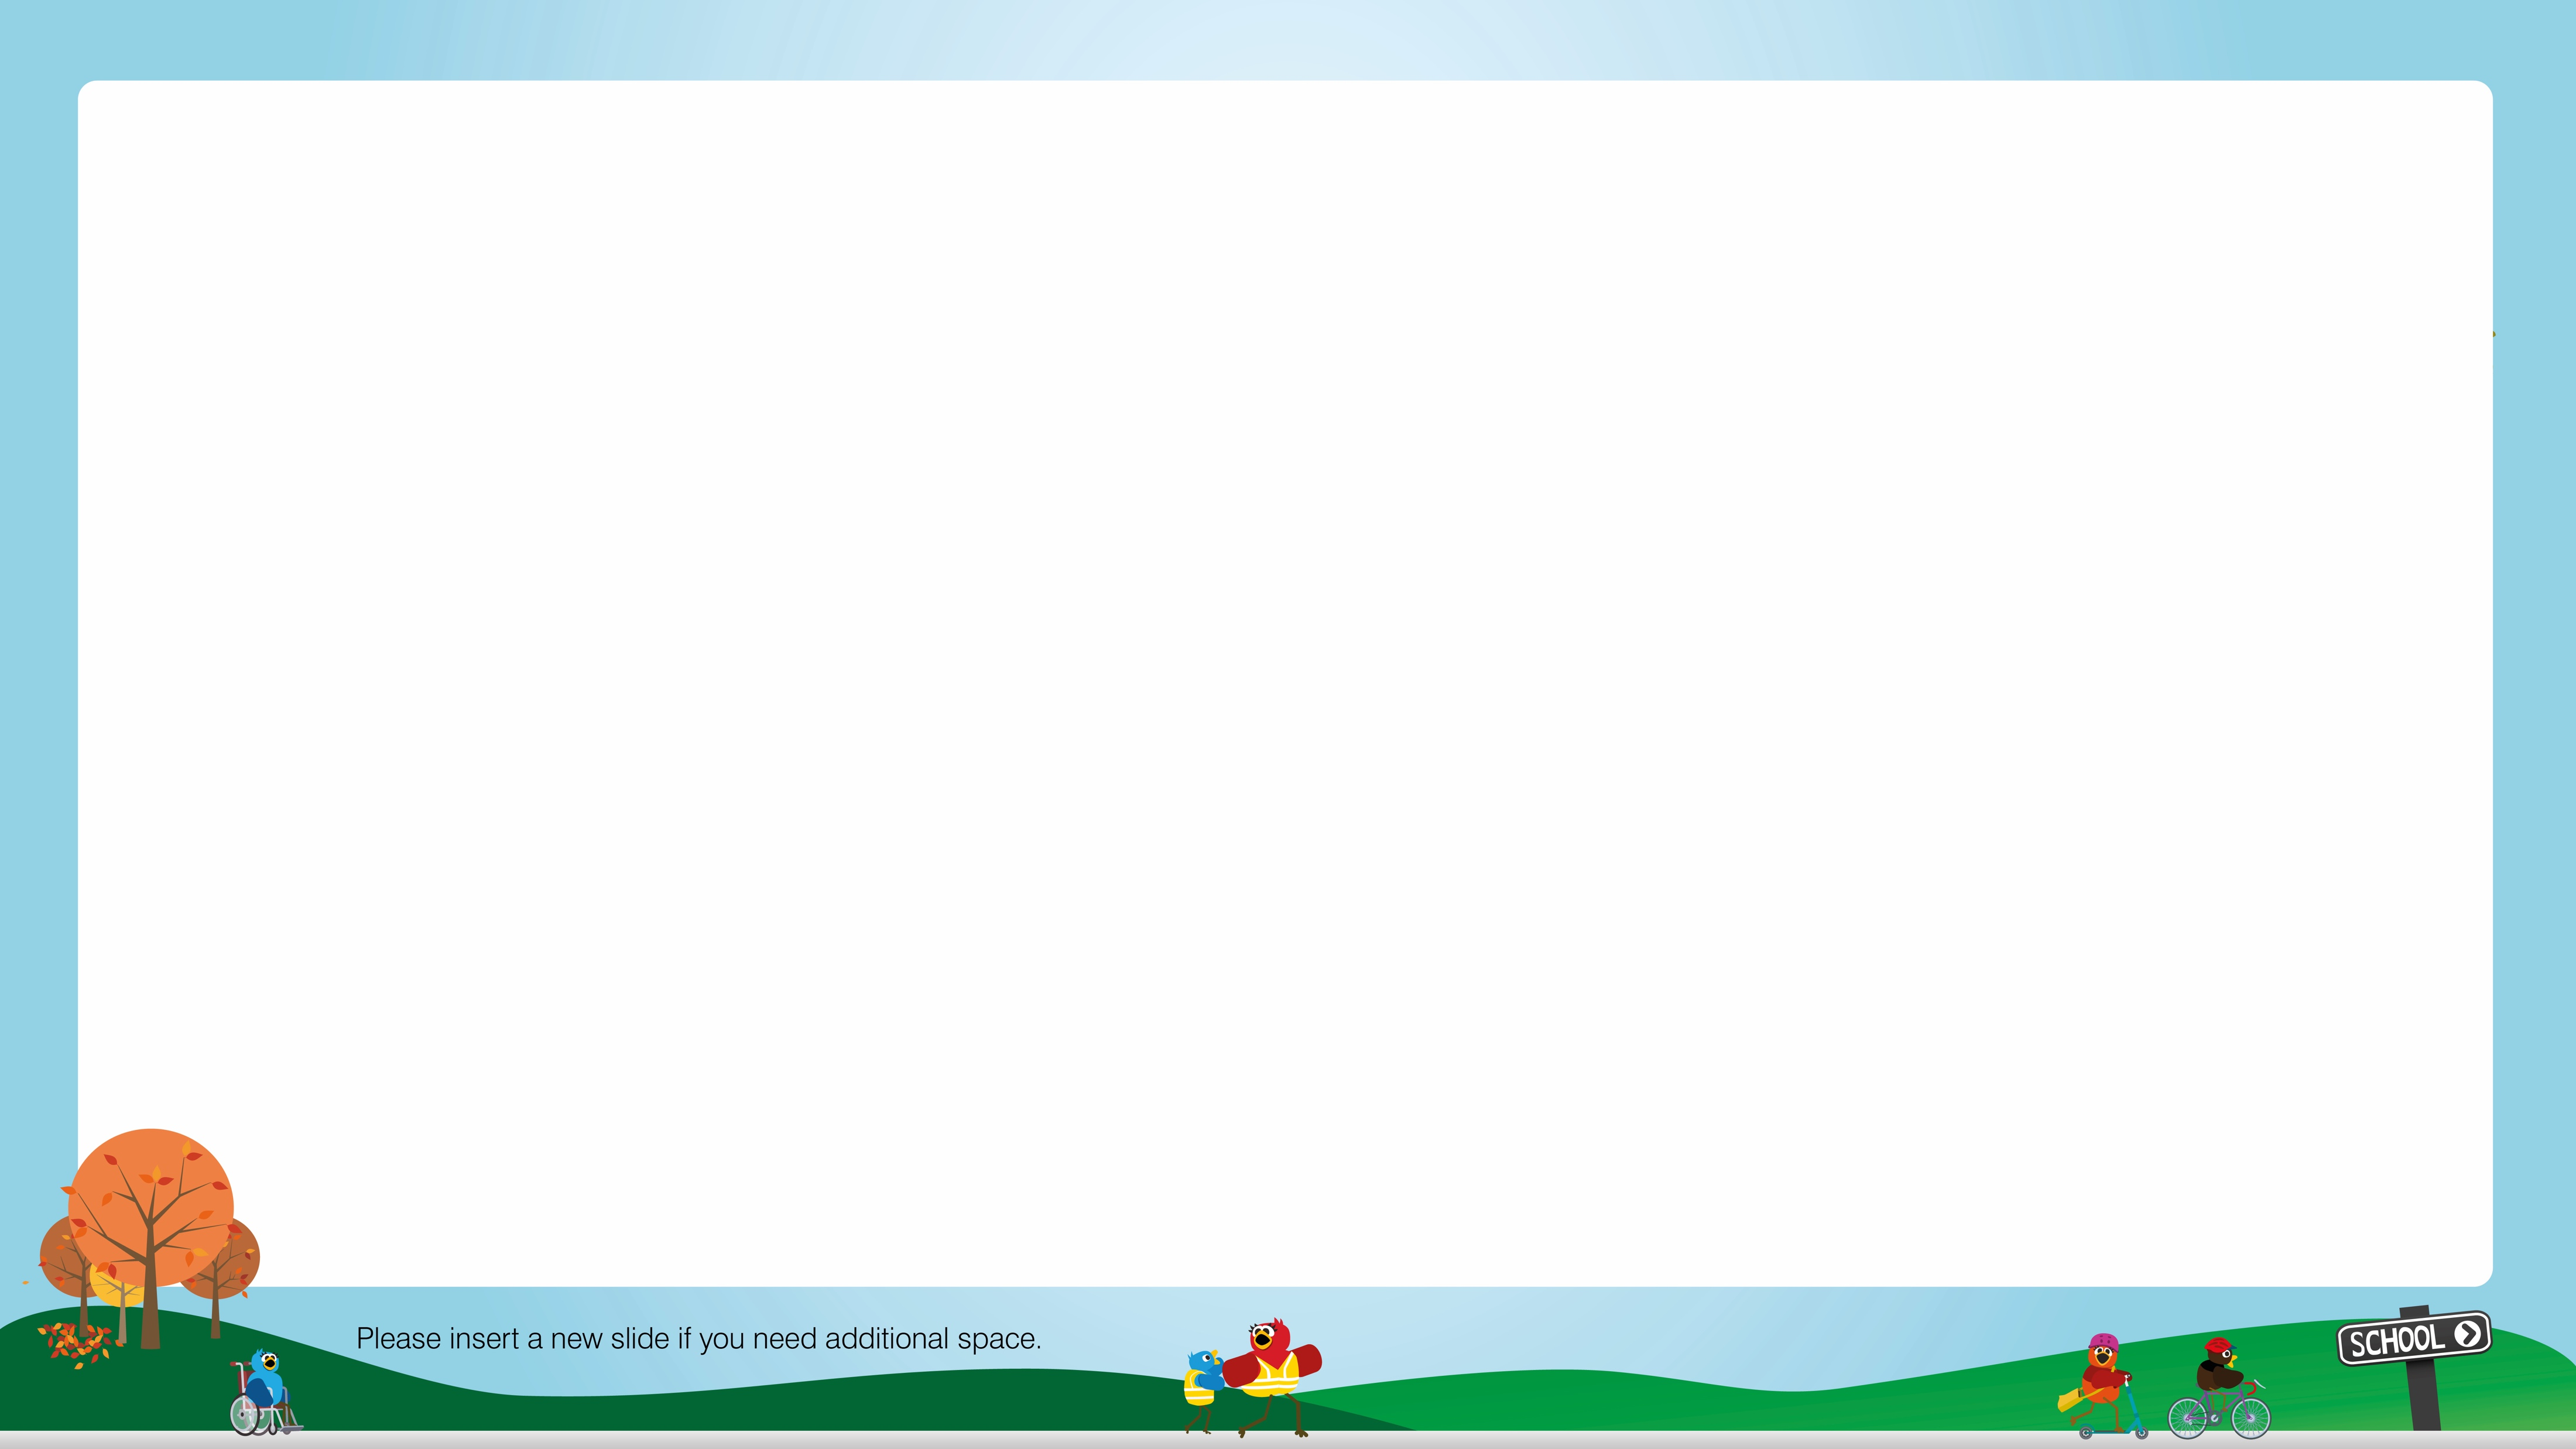 Please insert a new slide if you need additional space.
SCHOOL